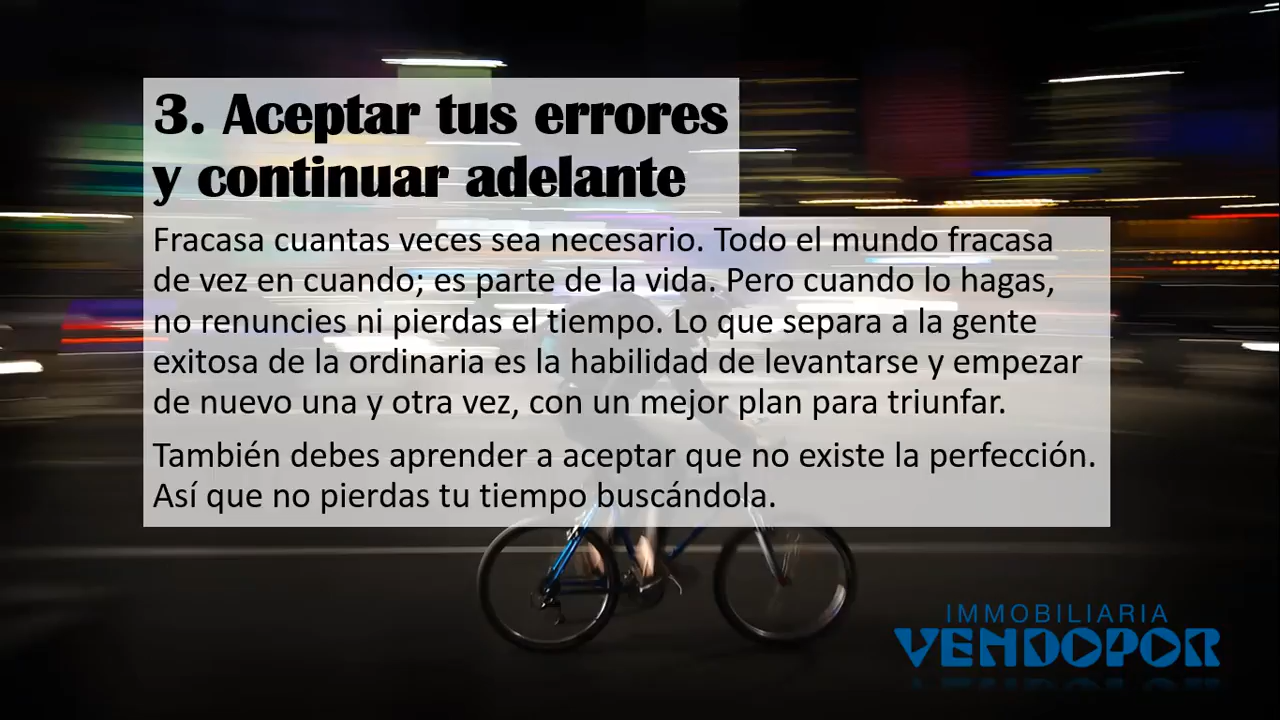 3. Aceptar tus errores
y continuar adelante
Fracasa cuantas veces sea necesario. Todo el mundo fracasa
de vez en cuando; es parte de la vida. Pero cuando lo hagas,
no renuncies ni pierdas el tiempo. Lo que separa a la gente
exitosa de la ordinaria es la habilidad de levantarse y empezar
de nuevo una y otra vez, con un mejor plan para triunfar.
También debes aprender a aceptar que no existe la perfección.
Así que no pierdas tu tiempo buscándola.
IMMOBILIARIA
VENDOPOR